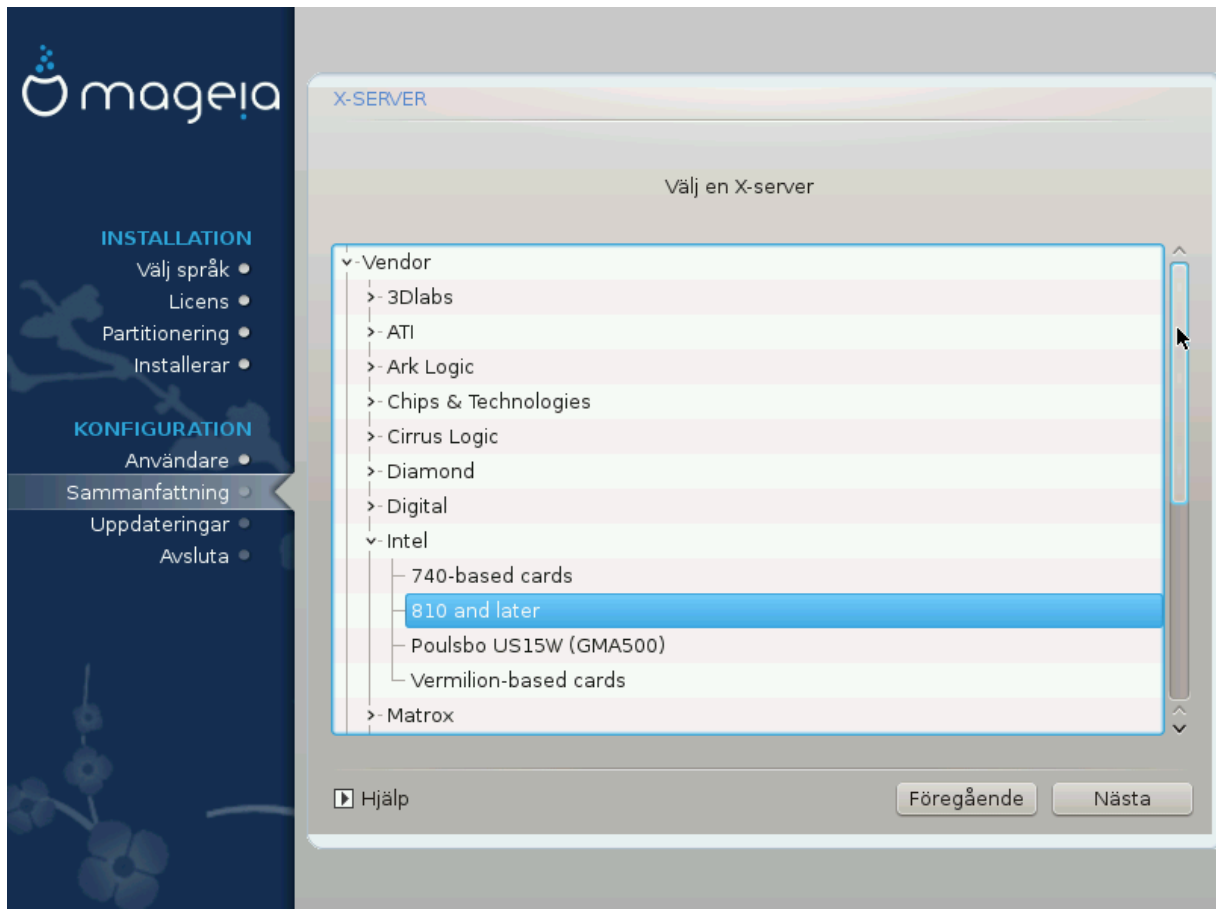 mageia
INSTALLATION
Välj språk
Licens
Partitionering
Installerar
KONFIGURATION
Användare
Sammanfattning
Uppdateringar
Avsluta
X-SERVER
Välj en X-server
Vendor
3Dlabs
ATI
Ark Logic
Chips & Technologies
Cirrus Logic
Diamond
Digital
Intel
740-based cards
810 and later
Poulsbo US15W (GMA500)
Vermilion-based cards
Matrox
Hjälp
Föregående
Nästa